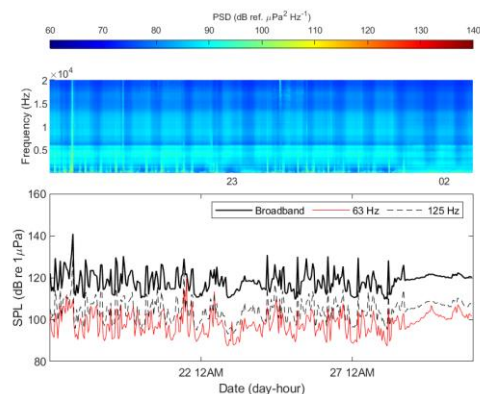 PSD (dB ref. μPa² Hz⁻¹)
60 70 80 90 100 110 120 130 140
×10⁴
2
1.5
1
0.5
Frequency (Hz)
23 02
160
140
120
100
80
SPL (dB re 1μPa)
Broadband 63 Hz 125 Hz
22 12AM 27 12AM
Date (day-hour)